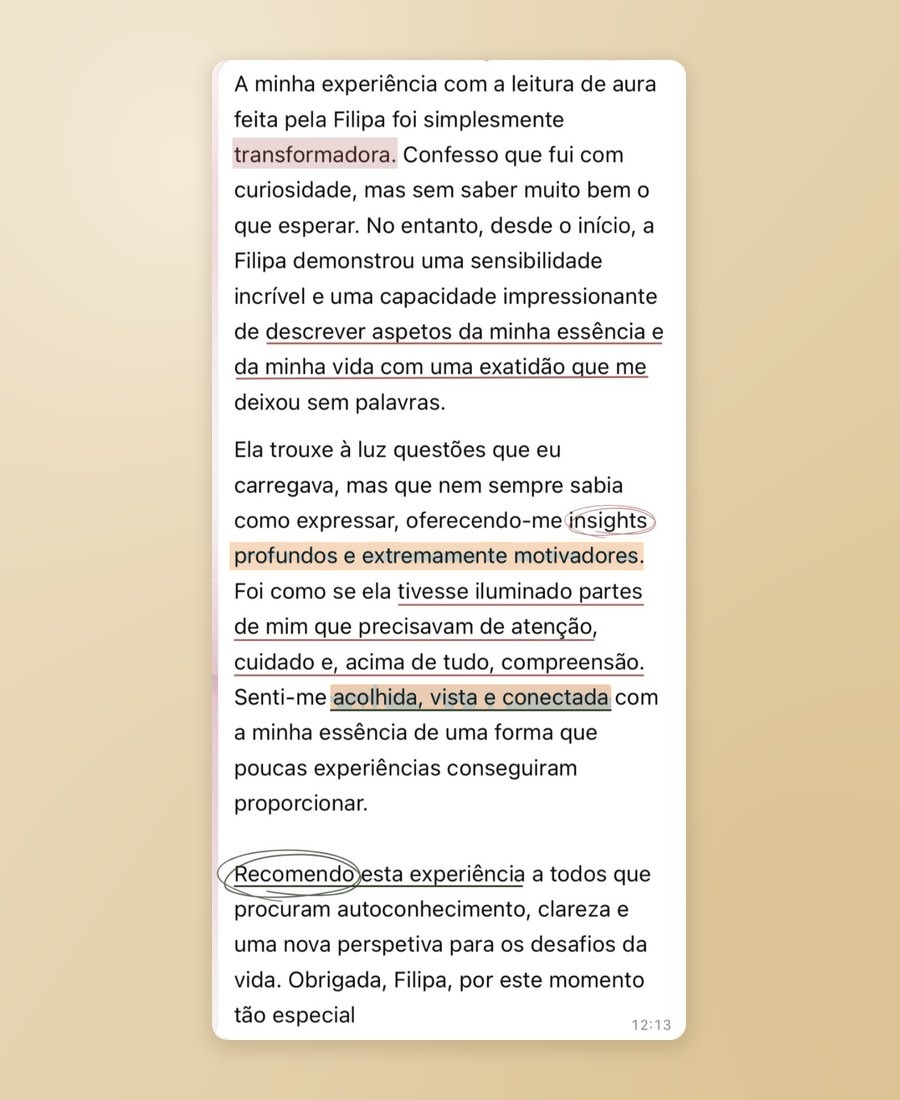 A minha experiência com a leitura de aura
feita pela Filipa foi simplesmente
transformadora. Confesso que fui com
curiosidade, mas sem saber muito bem o
que esperar. No entanto, desde o início, a
Filipa demonstrou uma sensibilidade
incrível e uma capacidade impressionante
de descrever aspetos da minha essência e
da minha vida com uma exatidão que me
deixou sem palavras.
Ela trouxe à luz questões que eu
carregava, mas que nem sempre sabia
como expressar, oferecendo-me insights
profundos e extremamente motivadores.
Foi como se ela tivesse iluminado partes
de mim que precisavam de atenção,
cuidado e, acima de tudo, compreensão.
Senti-me acolhida, vista e conectada com
a minha essência de uma forma que
poucas experiências conseguiram
proporcionar.
Recomendo esta experiência a todos que
procuram autoconhecimento, clareza e
uma nova perspetiva para os desafios da
vida. Obrigada, Filipa, por este momento
tão especial
12:13